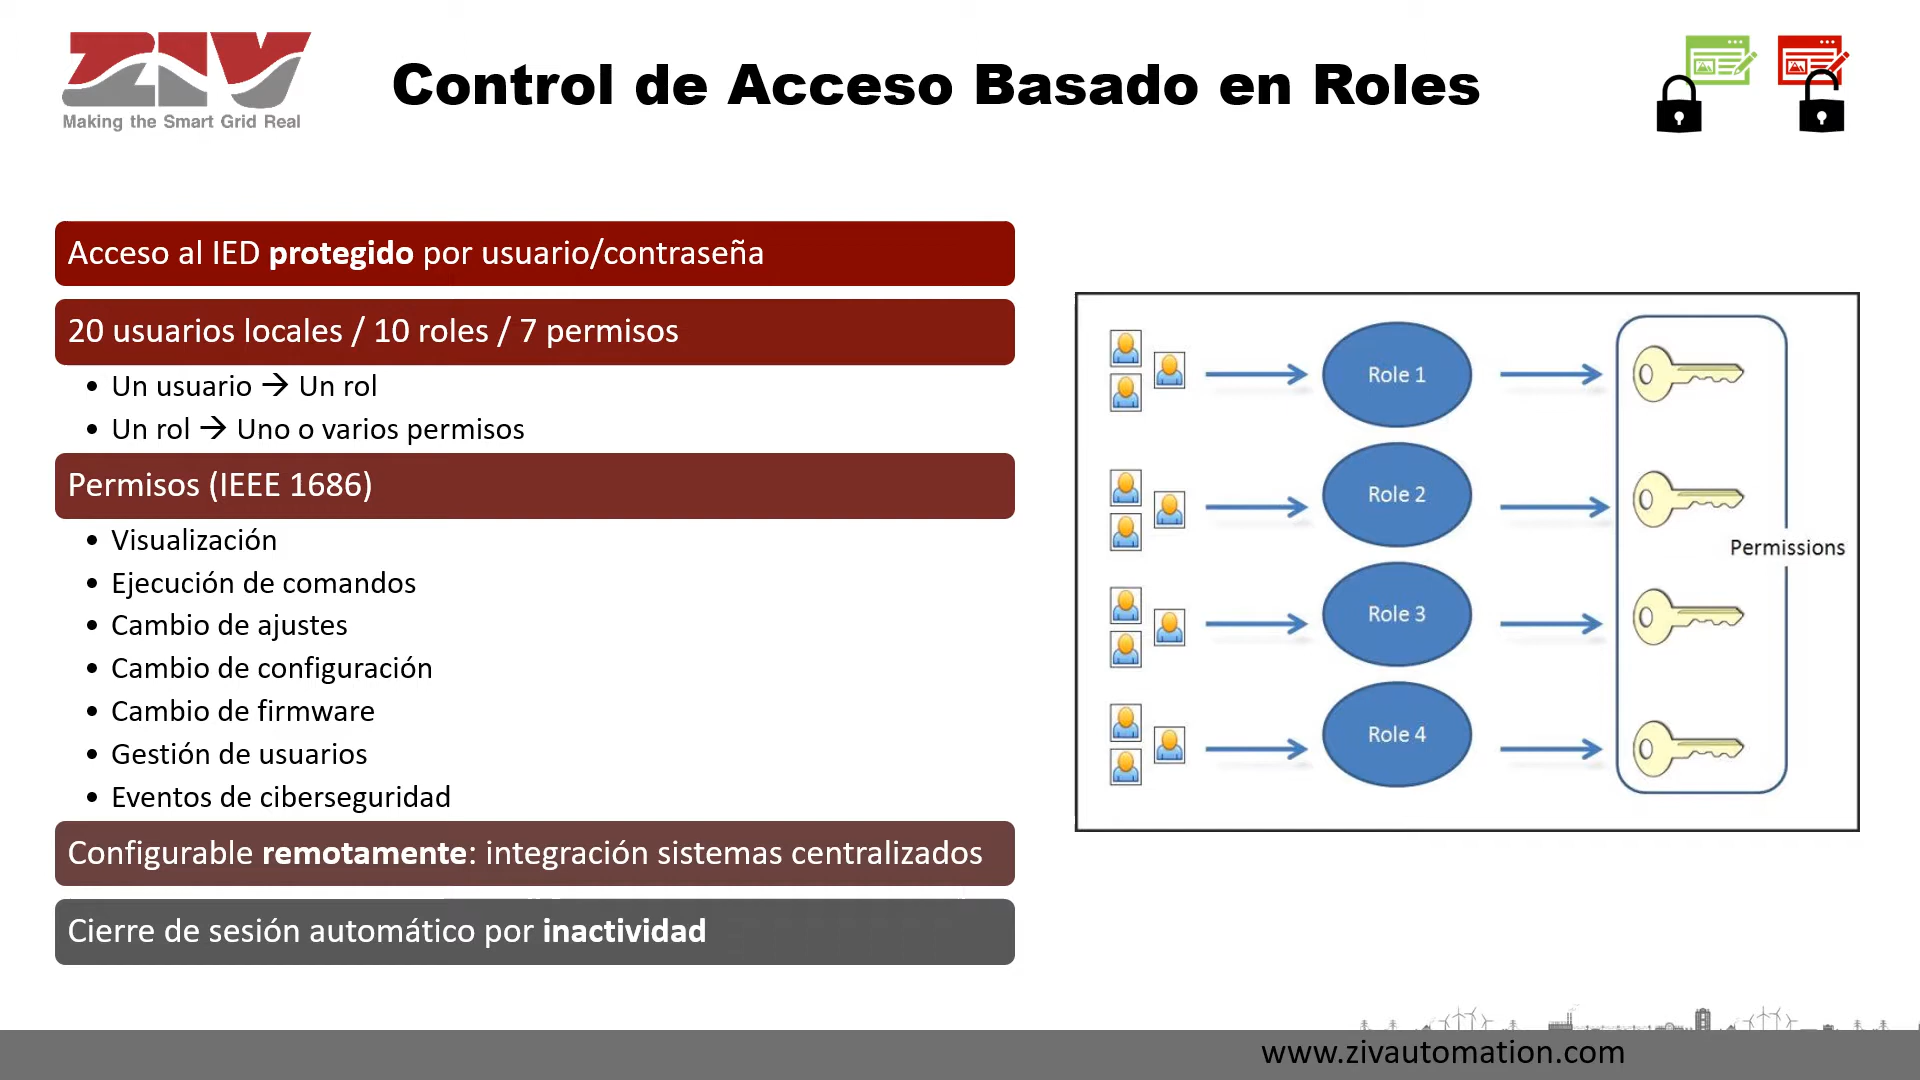 ZIV
Making the Smart Grid Real
Control de Acceso Basado en Roles
Acceso al IED protegido por usuario/contraseña
20 usuarios locales / 10 roles / 7 permisos
• Un usuario → Un rol
• Un rol → Uno o varios permisos
Permisos (IEEE 1686)
• Visualización
• Ejecución de comandos
• Cambio de ajustes
• Cambio de configuración
• Cambio de firmware
• Gestión de usuarios
• Eventos de ciberseguridad
Configurable remotamente: integración sistemas centralizados
Cierre de sesión automático por inactividad
Role 1
Role 2
Role 3
Role 4
Permissions
www.zivautomation.com